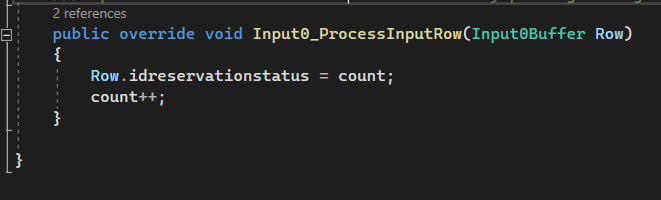 2 references
public override void Input0_ProcessInputRow(Input0Buffer Row)
{
Row.idreservationstatus = count;
count++;
}
}